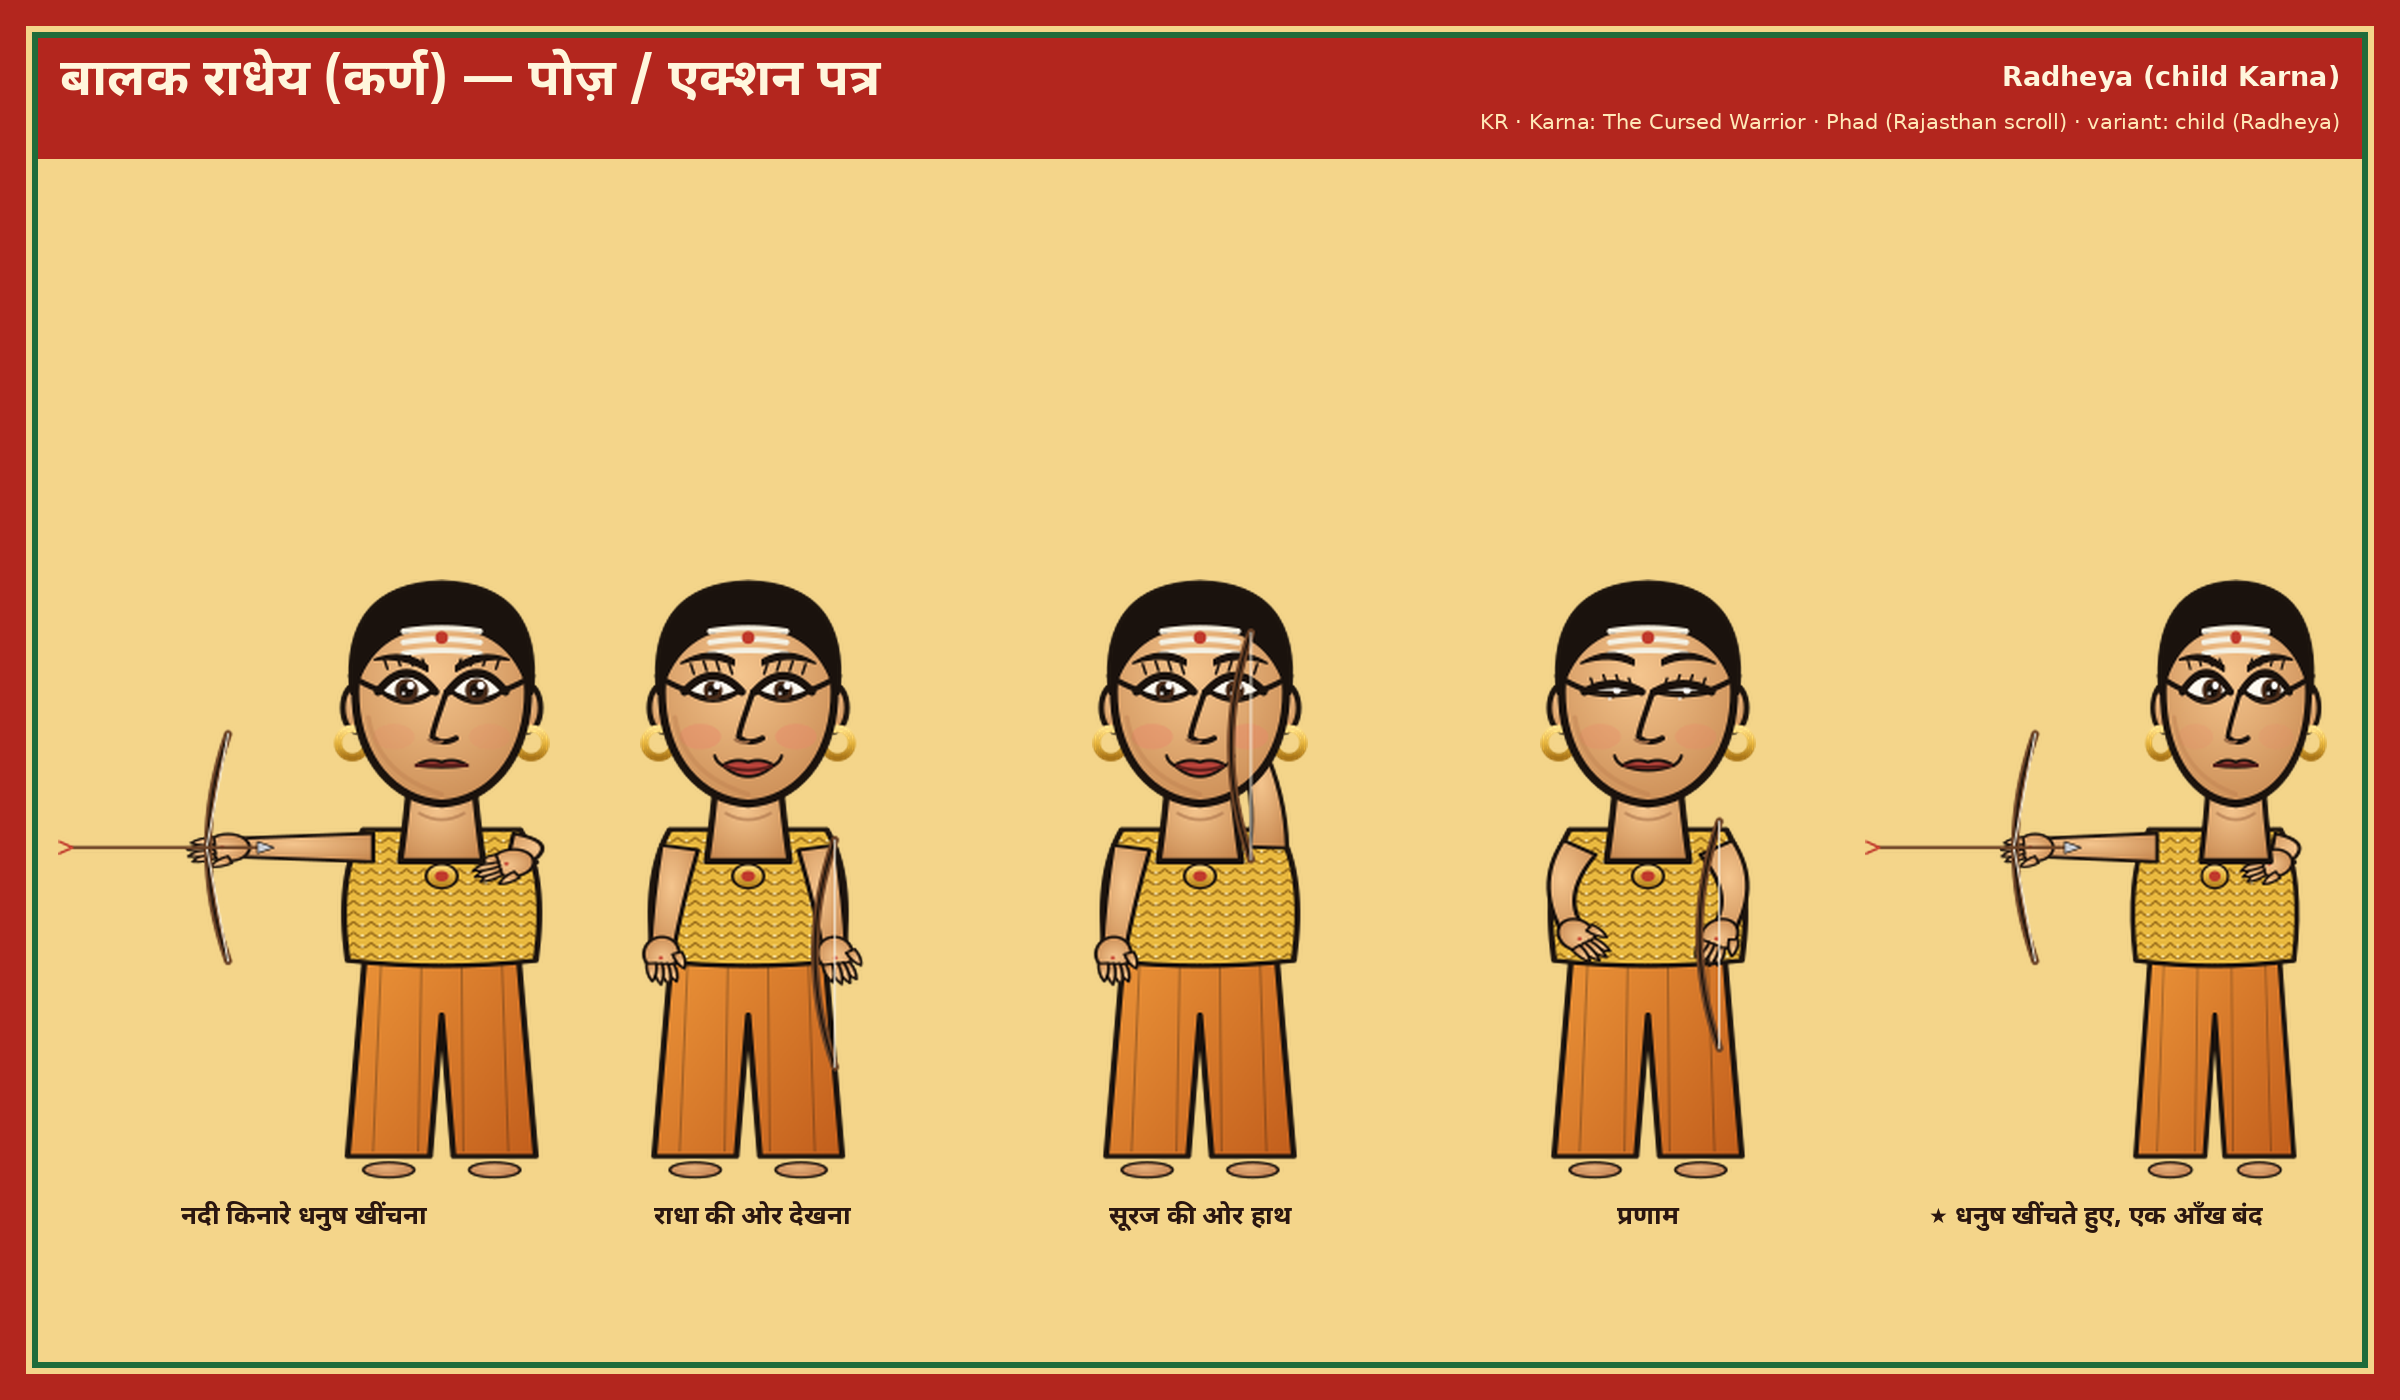 बालक राधेय (कर्ण) — पोज़ / एक्शन पत्र
Radheya (child Karna)
KR · Karna: The Cursed Warrior · Phad (Rajasthan scroll) · variant: child (Radheya)
नदी किनारे धनुष खींचना
राधा की ओर देखना
सूरज की ओर हाथ
प्रणाम
★ धनुष खींचते हुए, एक आँख बंद